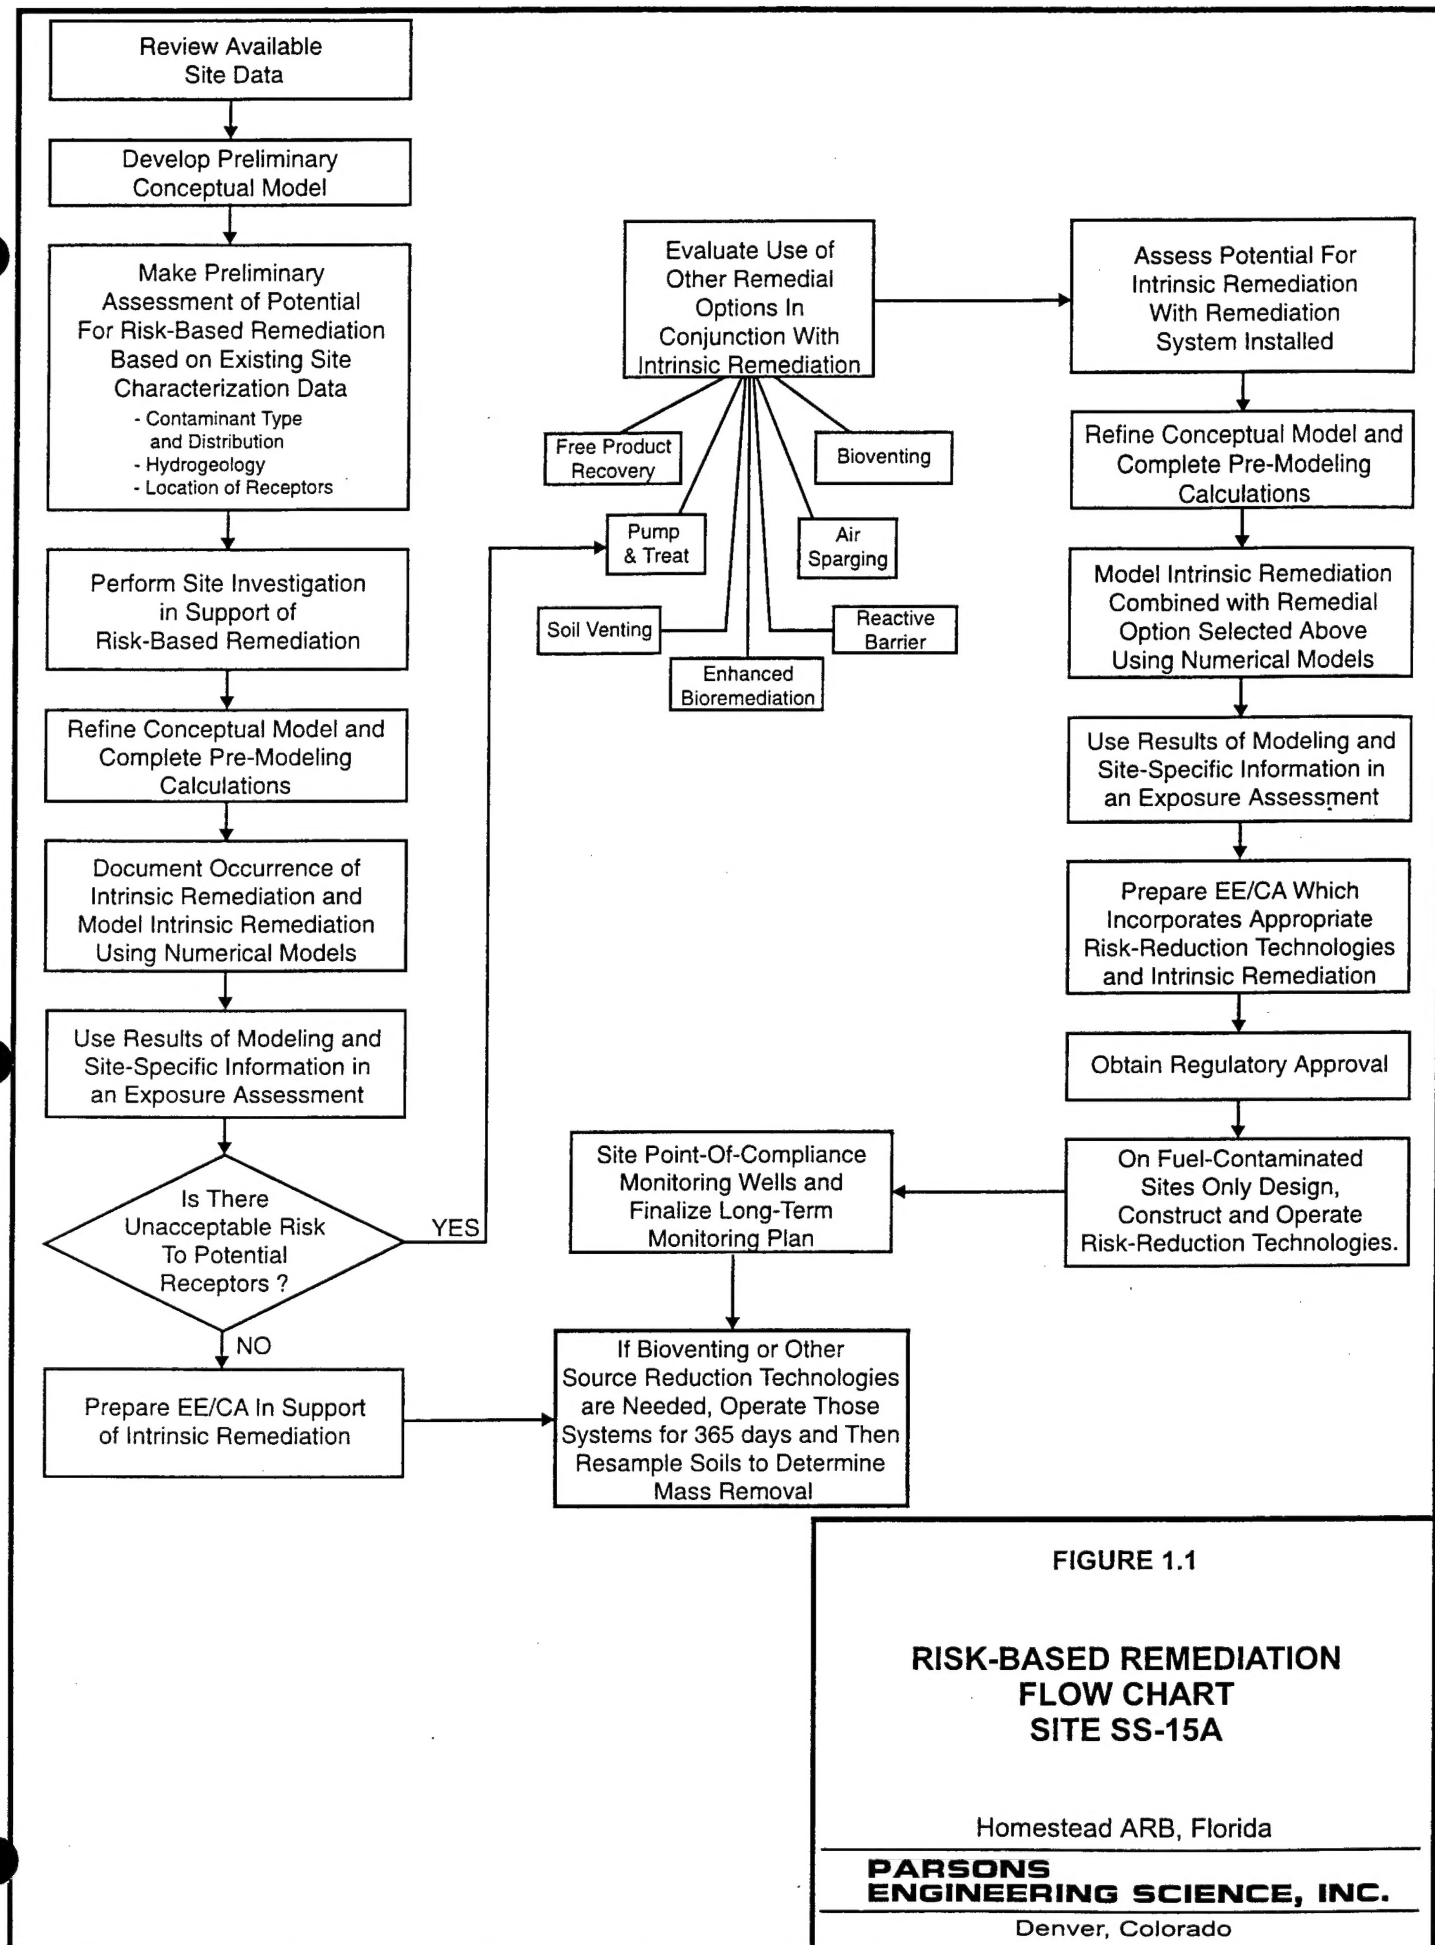 Review Available
Site Data
Develop Preliminary
Conceptual Model
Make Preliminary
Assessment of Potential
For Risk-Based Remediation
Based on Existing Site
Characterization Data
- Contaminant Type
and Distribution
- Hydrogeology
- Location of Receptors
Perform Site Investigation
in Support of
Risk-Based Remediation
Refine Conceptual Model and
Complete Pre-Modeling
Calculations
Document Occurrence of
Intrinsic Remediation and
Model Intrinsic Remediation
Using Numerical Models
Use Results of Modeling and
Site-Specific Information in
an Exposure Assessment
Is There
Unacceptable Risk
To Potential
Receptors ?
YES
NO
Prepare EE/CA In Support
of Intrinsic Remediation
Evaluate Use of
Other Remedial
Options In
Conjunction With
Intrinsic Remediation
Free Product
Recovery
Bioventing
Pump
& Treat
Air
Sparging
Soil Venting
Reactive
Barrier
Enhanced
Bioremediation
Assess Potential For
Intrinsic Remediation
With Remediation
System Installed
Refine Conceptual Model and
Complete Pre-Modeling
Calculations
Model Intrinsic Remediation
Combined with Remedial
Option Selected Above
Using Numerical Models
Use Results of Modeling and
Site-Specific Information in
an Exposure Assessment
Prepare EE/CA Which
Incorporates Appropriate
Risk-Reduction Technologies
and Intrinsic Remediation
Obtain Regulatory Approval
On Fuel-Contaminated
Sites Only Design,
Construct and Operate
Risk-Reduction Technologies.
Site Point-Of-Compliance
Monitoring Wells and
Finalize Long-Term
Monitoring Plan
If Bioventing or Other
Source Reduction Technologies
are Needed, Operate Those
Systems for 365 days and Then
Resample Soils to Determine
Mass Removal
FIGURE 1.1
RISK-BASED REMEDIATION
FLOW CHART
SITE SS-15A
Homestead ARB, Florida
PARSONS
ENGINEERING SCIENCE, INC.
Denver, Colorado